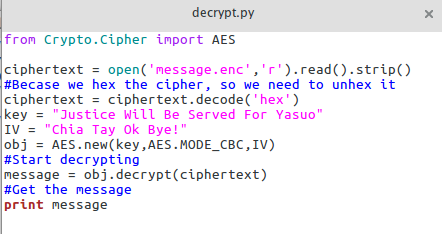 decrypt.py
from Crypto.Cipher import AES
ciphertext = open('message.enc','r').read().strip()
#Becase we hex the cipher, so we need to unhex it
ciphertext = ciphertext.decode('hex')
key = "Justice Will Be Served For Yasuo"
IV = "Chia Tay Ok Bye!"
obj = AES.new(key,AES.MODE_CBC,IV)
#Start decrypting
message = obj.decrypt(ciphertext)
#Get the message
print message